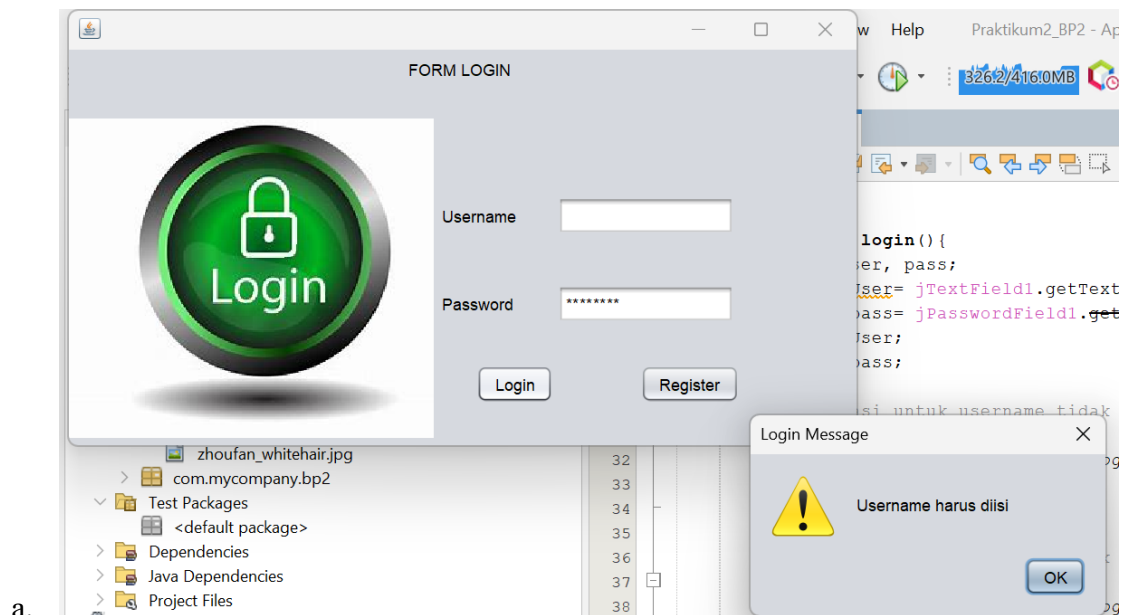 w Help Praktikum2_BP2 - Ap
FORM LOGIN
326.2/416.0MB
Login
Username
Password ********
Login Register
login(){
ser, pass;
User= jTextField1.getText
pass= jPasswordField1.get
User;
pass;
asi untuk username tidak
Login Message
Username harus diisi
OK
zhoufan_whitehair.jpg
com.mycompany.bp2
Test Packages
<default package>
Dependencies
Java Dependencies
Project Files
32
33
34
35
36
37
38
a.